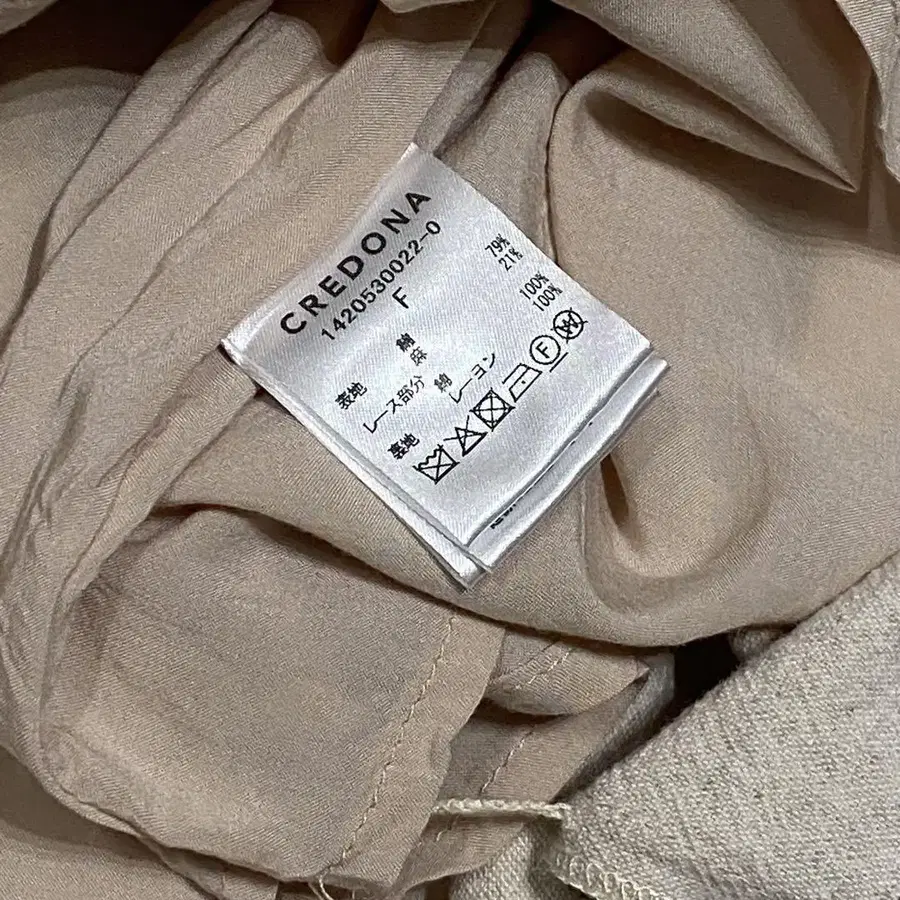 CREDONA
1420530022-0
F
表地 綿 79%
麻 21%
レース部分 綿 100%
裏地 レーヨン 100%
F
W